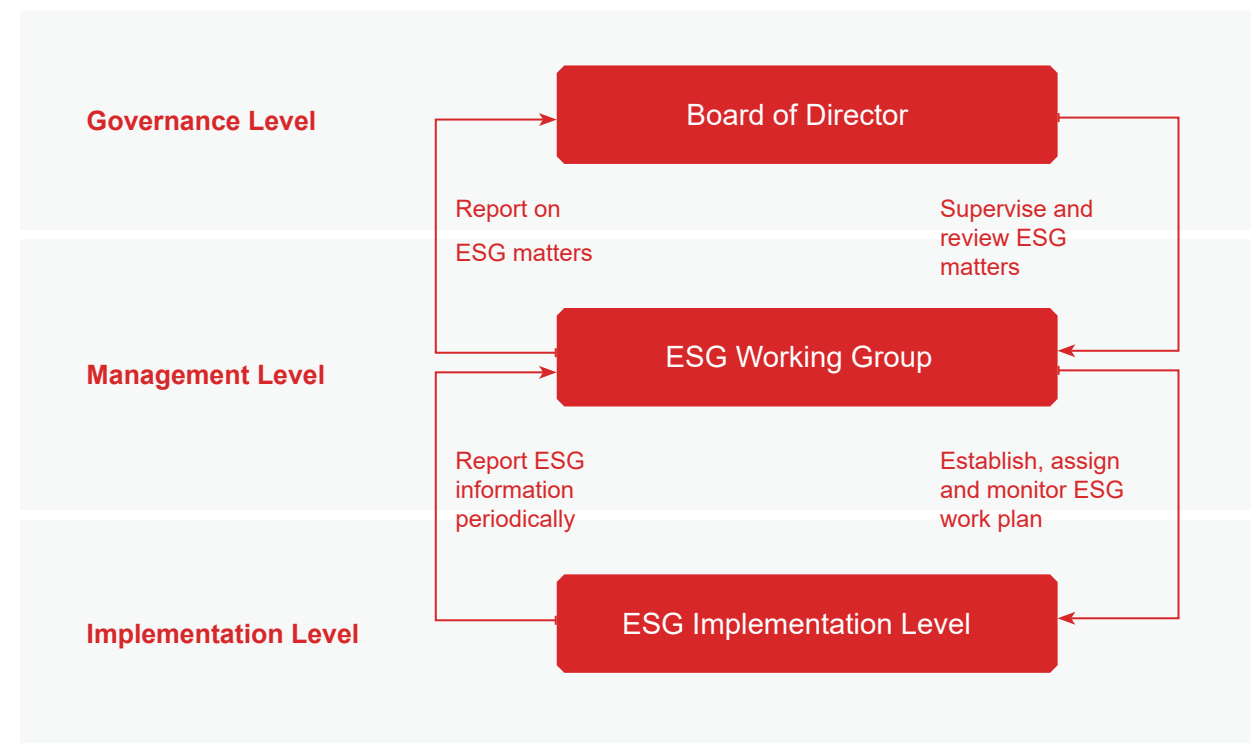 Governance Level
Board of Director
Report on
ESG matters
Supervise and
review ESG
matters
Management Level
ESG Working Group
Report ESG
information
periodically
Establish, assign
and monitor ESG
work plan
Implementation Level
ESG Implementation Level